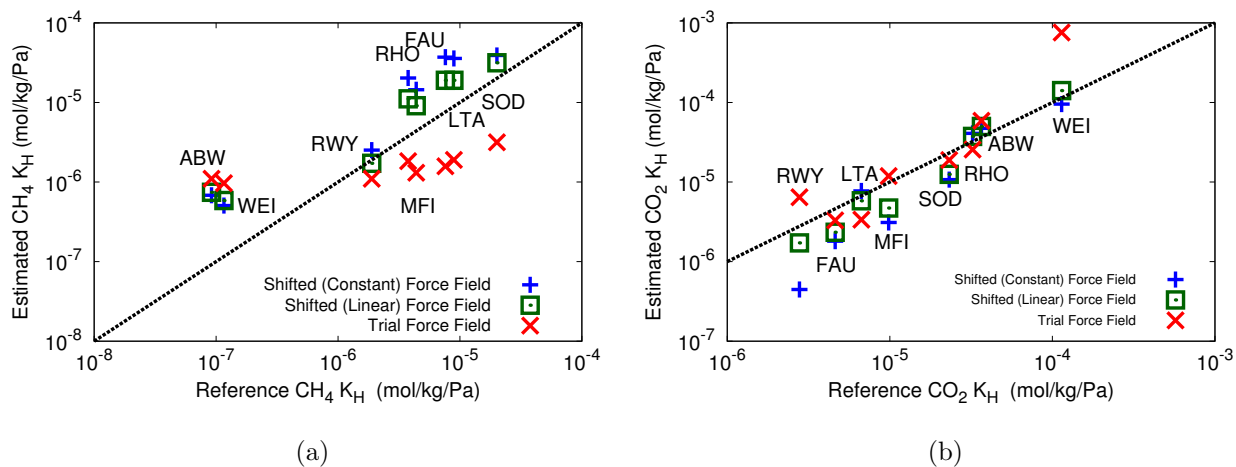 10⁻⁴
10⁻⁵
10⁻⁶
10⁻⁷
10⁻⁸
Estimated CH₄ K_H (mol/kg/Pa)
FAU
RHO
SOD
LTA
RWY
ABW
MFI
WEI
Shifted (Constant) Force Field
Shifted (Linear) Force Field
Trial Force Field
10⁻⁸ 10⁻⁷ 10⁻⁶ 10⁻⁵ 10⁻⁴
Reference CH₄ K_H (mol/kg/Pa)
(a)
10⁻³
10⁻⁴
10⁻⁵
10⁻⁶
10⁻⁷
Estimated CO₂ K_H (mol/kg/Pa)
WEI
ABW
RWY
LTA
RHO
SOD
MFI
FAU
Shifted (Constant) Force Field
Shifted (Linear) Force Field
Trial Force Field
10⁻⁶ 10⁻⁵ 10⁻⁴ 10⁻³
Reference CO₂ K_H (mol/kg/Pa)
(b)